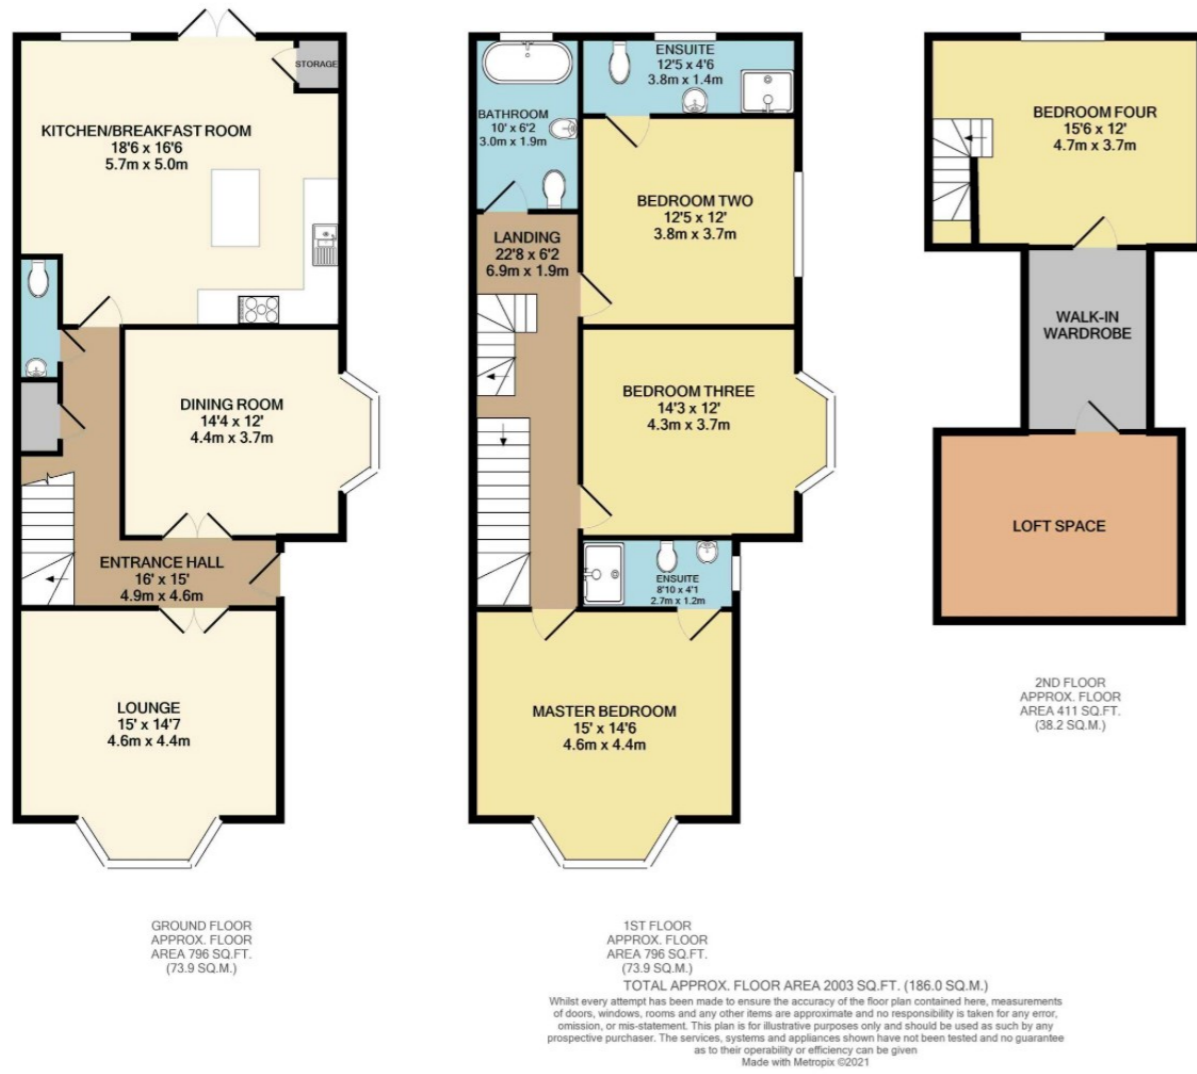 STORAGE
KITCHEN/BREAKFAST ROOM
18'6 x 16'6
5.7m x 5.0m
DINING ROOM
14'4 x 12'
4.4m x 3.7m
ENTRANCE HALL
16' x 15'
4.9m x 4.6m
LOUNGE
15' x 14'7
4.6m x 4.4m
GROUND FLOOR
APPROX. FLOOR
AREA 796 SQ.FT.
(73.9 SQ.M.)
ENSUITE
12'5 x 4'6
3.8m x 1.4m
BATHROOM
10' x 6'2
3.0m x 1.9m
BEDROOM TWO
12'5 x 12'
3.8m x 3.7m
LANDING
22'8 x 6'2
6.9m x 1.9m
BEDROOM THREE
14'3 x 12'
4.3m x 3.7m
ENSUITE
8'10 x 4'1
2.7m x 1.2m
MASTER BEDROOM
15' x 14'6
4.6m x 4.4m
1ST FLOOR
APPROX. FLOOR
AREA 796 SQ.FT.
(73.9 SQ.M.)
BEDROOM FOUR
15'6 x 12'
4.7m x 3.7m
WALK-IN
WARDROBE
LOFT SPACE
2ND FLOOR
APPROX. FLOOR
AREA 411 SQ.FT.
(38.2 SQ.M.)
TOTAL APPROX. FLOOR AREA 2003 SQ.FT. (186.0 SQ.M.)
Whilst every attempt has been made to ensure the accuracy of the floor plan contained here, measurements
of doors, windows, rooms and any other items are approximate and no responsibility is taken for any error,
omission, or mis-statement. This plan is for illustrative purposes only and should be used as such by any
prospective purchaser. The services, systems and appliances shown have not been tested and no guarantee
as to their operability or efficiency can be given
Made with Metropix ©2021